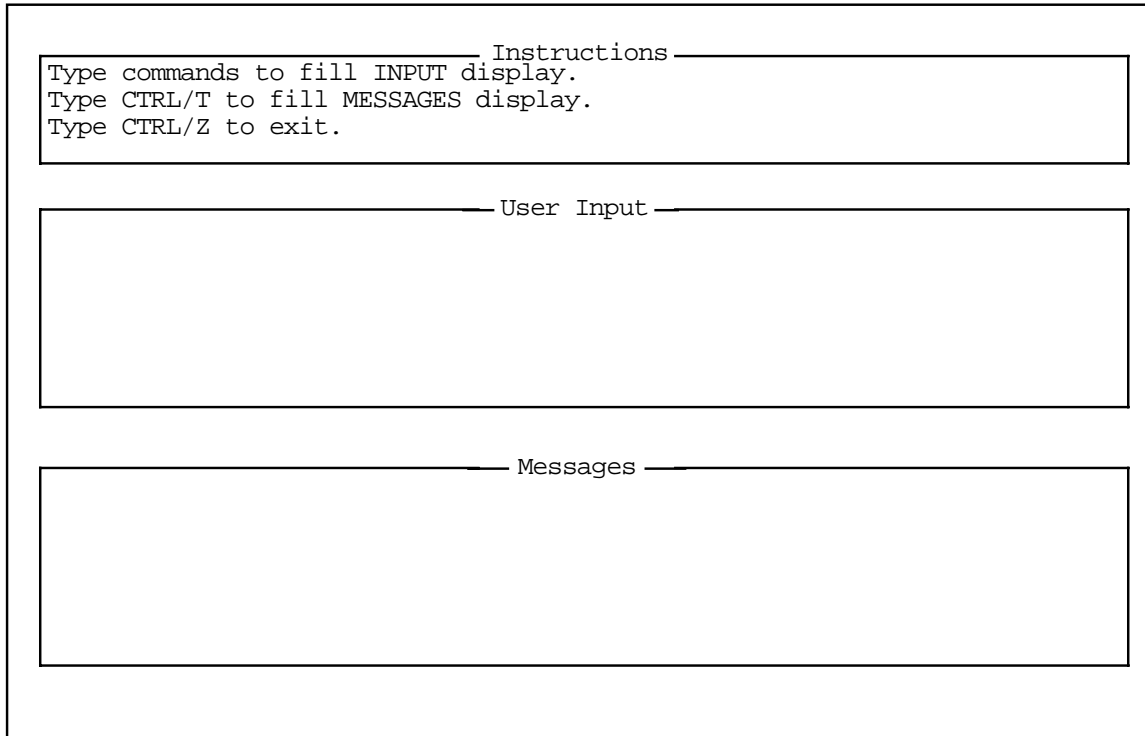 Instructions
Type commands to fill INPUT display.
Type CTRL/T to fill MESSAGES display.
Type CTRL/Z to exit.
User Input
Messages